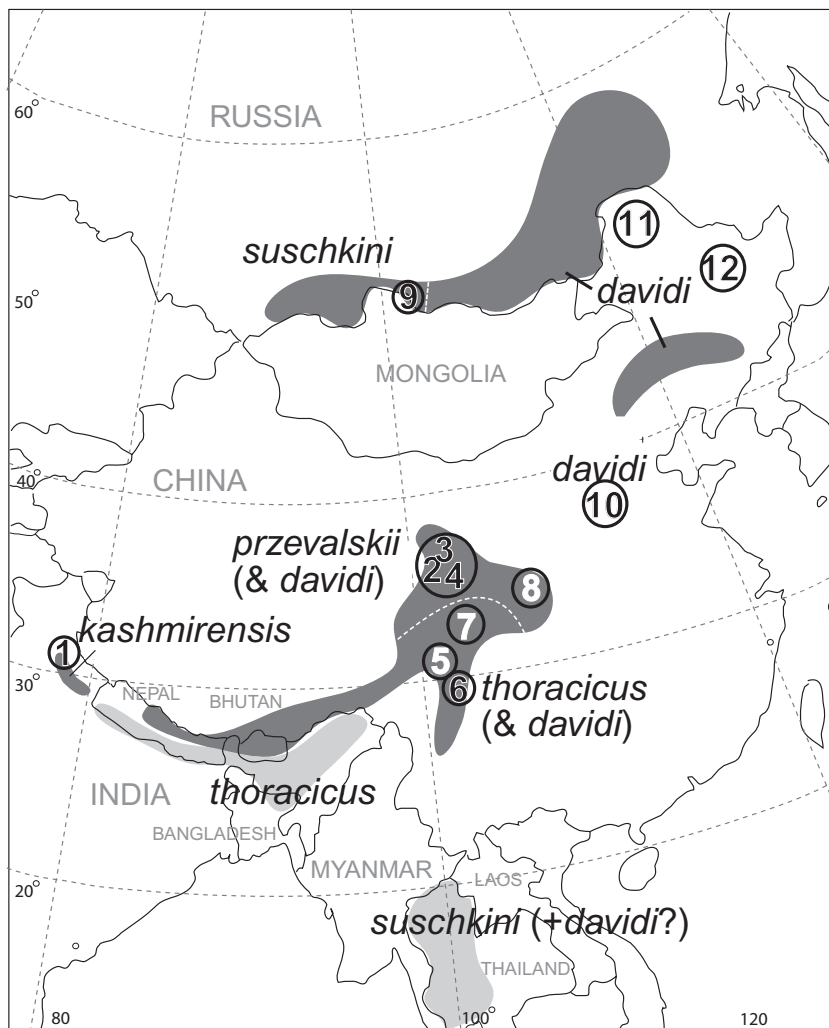 60°
RUSSIA
suschkini
11
12
50°
9
davidi
MONGOLIA
40°
CHINA
davidi
10
przevalskii
(& davidi)
3
2 4
8
kashmirensis
1
7
5
30°
NEPAL
BHUTAN
6
thoracicus
(& davidi)
INDIA
thoracicus
BANGLADESH
MYANMAR
LAOS
20°
suschkini (+davidi?)
THAILAND
80
100°
120